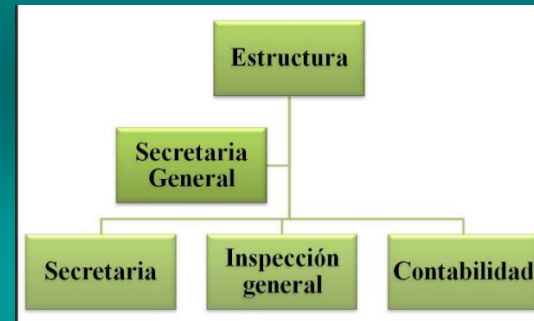 Estructura
Secretaria
General
Secretaria
Inspección
general
Contabilidad